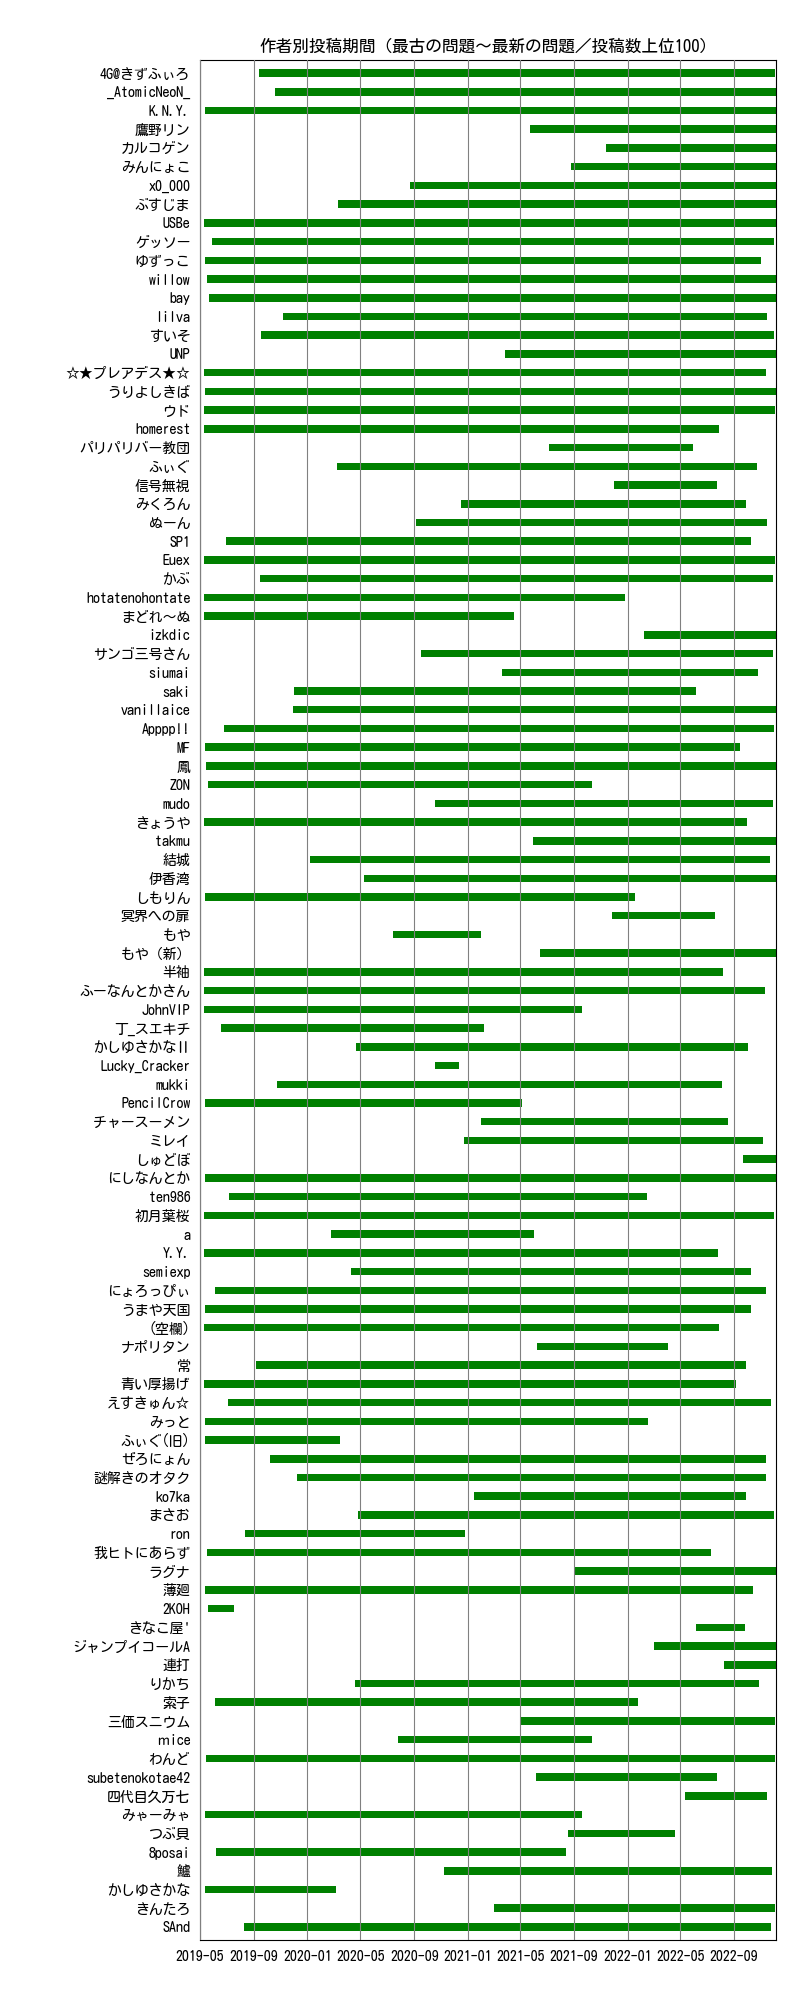 作者別投稿期間（最古の問題～最新の問題／投稿数上位100）
4G@きずふぃろ
_AtomicNeoN_
K.N.Y.
鷹野リン
カルコゲン
みんにょこ
x0_000
ぶすじま
USBe
ゲッソー
ゆずっこ
willow
bay
lilva
すいそ
UNP
☆★プレアデス★☆
うりよしきば
ウド
homerest
パリパリバー教団
ふぃぐ
信号無視
みくろん
ぬーん
SP1
Euex
かぶ
hotatenohontate
まどれ～ぬ
izkdic
サンゴ三号さん
siumai
saki
vanillaice
Appppll
MF
鳳
ZON
mudo
きょうや
takmu
結城
伊香湾
しもりん
冥界への扉
もや
もや（新）
半袖
ふーなんとかさん
JohnVIP
丁_スエキチ
かしゆさかなⅡ
Lucky_Cracker
mukki
PencilCrow
チャースーメン
ミレイ
しゅどぼ
にしなんとか
ten986
初月葉桜
a
Y.Y.
semiexp
にょろっぴぃ
うまや天国
(空欄)
ナポリタン
常
青い厚揚げ
えすきゅん☆
みっと
ふぃぐ(旧)
ぜろにょん
謎解きのオタク
ko7ka
まさお
ron
我ヒトにあらず
ラグナ
薄廻
2KOH
きなこ屋'
ジャンプイコールA
連打
りかち
索子
三価スニウム
mice
わんど
subetenokotae42
四代目久万七
みゃーみゃ
つぶ貝
8posai
鱸
かしゆさかな
きんたろ
SAnd
2019-05 2019-09 2020-01 2020-05 2020-09 2021-01 2021-05 2021-09 2022-01 2022-05 2022-09